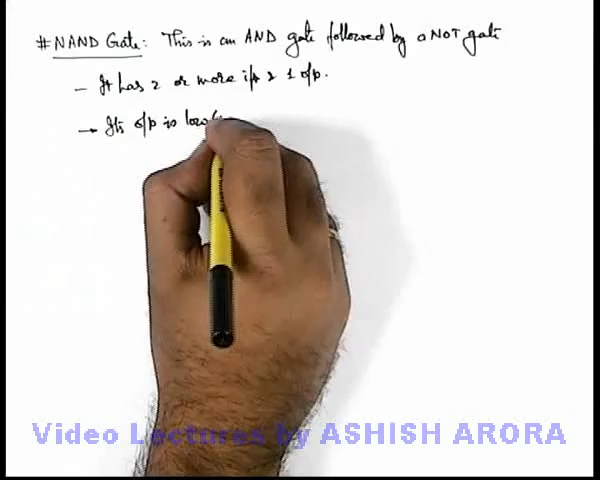 # NAND Gate: This is an AND gate followed by a NOT gate
- It has 2 or more i/p & 1 o/p.
→ Its o/p is low(
Video Lectures by ASHISH ARORA